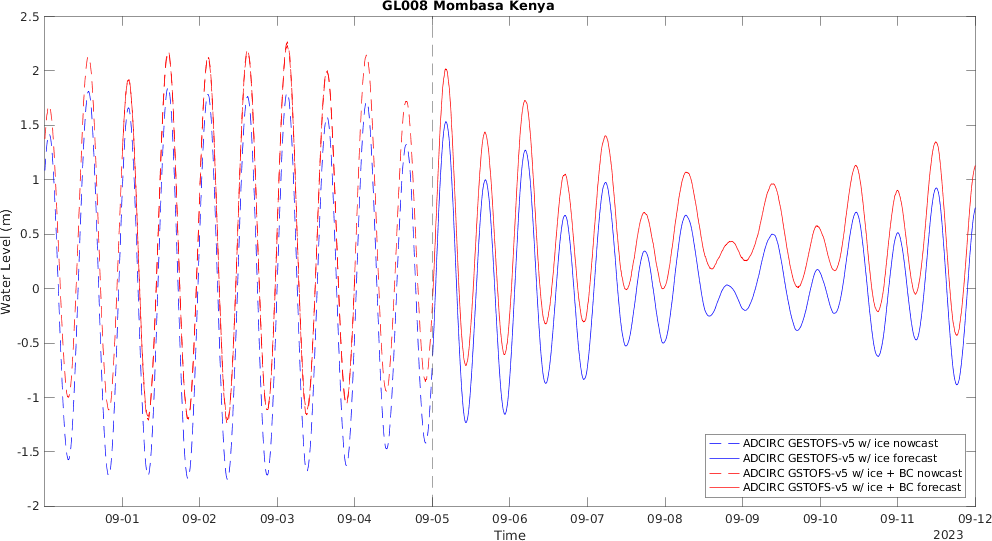 GL008 Mombasa Kenya
2.5
2
1.5
1
0.5
0
-0.5
-1
-1.5
-2
Water Level (m)
ADCIRC GESTOFS-v5 w/ ice nowcast
ADCIRC GESTOFS-v5 w/ ice forecast
ADCIRC GSTOFS-v5 w/ ice + BC nowcast
ADCIRC GSTOFS-v5 w/ ice + BC forecast
09-01 09-02 09-03 09-04 09-05 09-06 09-07 09-08 09-09 09-10 09-11 09-12
Time
2023